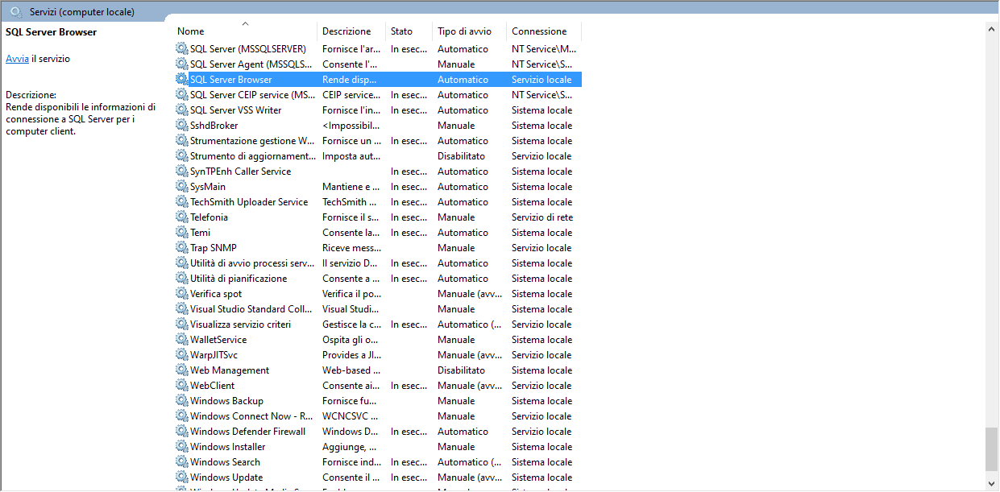 Servizi (computer locale)
SQL Server Browser
Avvia il servizio
Descrizione:
Rende disponibili le informazioni di
connessione a SQL Server per i
computer client.
Nome Descrizione Stato Tipo di avvio Connessione
SQL Server (MSSQLSERVER) Fornisce l'ar... In esec... Automatico NT Service\M...
SQL Server Agent (MSSQLS... Consente l'... Manuale NT Service\S...
SQL Server Browser Rende disp... Automatico Servizio locale
SQL Server CEIP service (MS... CEIP service... In esec... Automatico NT Service\S...
SQL Server VSS Writer Fornisce l'in... In esec... Automatico Sistema locale
SshdBroker <Impossibil... Manuale Sistema locale
Strumentazione gestione W... Fornisce un ... In esec... Automatico Sistema locale
Strumento di aggiornament... Imposta aut... Disabilitato Servizio locale
SynTPEnh Caller Service In esec... Automatico Sistema locale
SysMain Mantiene e ... In esec... Automatico Sistema locale
TechSmith Uploader Service TechSmith ... In esec... Automatico Sistema locale
Telefonia Fornisce il s... In esec... Manuale Servizio di rete
Temi Consente la... In esec... Automatico Sistema locale
Trap SNMP Riceve mess... Manuale Servizio locale
Utilità di avvio processi serv... Il servizio D... In esec... Automatico Sistema locale
Utilità di pianificazione Consente a ... In esec... Automatico Sistema locale
Verifica spot Verifica il po... Manuale (avv... Sistema locale
Visual Studio Standard Coll... Visual Studi... Manuale Sistema locale
Visualizza servizio criteri Gestisce la c... In esec... Automatico (... Servizio locale
WalletService Ospita gli o... Manuale Sistema locale
WarpJITSvc Provides a JI... Manuale (avv... Servizio locale
Web Management Web-based ... Disabilitato Sistema locale
WebClient Consente ai... In esec... Manuale (avv... Servizio locale
Windows Backup Fornisce fu... Manuale Sistema locale
Windows Connect Now - R... WCNCSVC ... Manuale Servizio locale
Windows Defender Firewall Windows D... In esec... Automatico Servizio locale
Windows Installer Aggiunge, ... Manuale Sistema locale
Windows Search Fornisce ind... In esec... Automatico (... Sistema locale
Windows Update Consente il ... In esec... Manuale (avv... Sistema locale